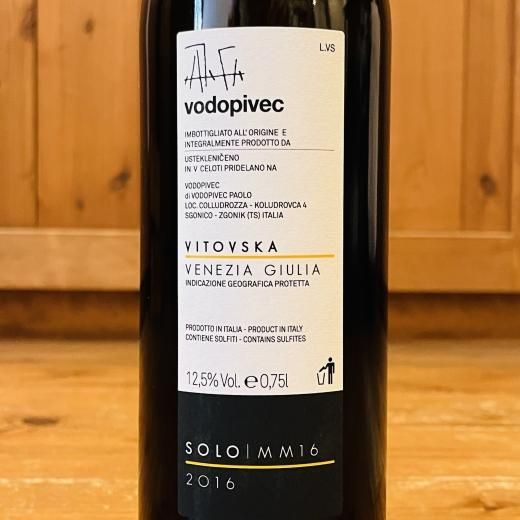 L.VS
vodopivec
IMBOTTIGLIATO ALL'ORIGINE E
INTEGRALMENTE PRODOTTO DA
USTEKLENIČENO
IN V CELOTI PRIDELANO NA
VODOPIVEC
di VODOPIVEC PAOLO
LOC. COLLUDROZZA - KOLUDROVCA 4
SGONICO - ZGONIK (TS) ITALIA
VITOVSKA
VENEZIA GIULIA
INDICAZIONE GEOGRAFICA PROTETTA
PRODOTTO IN ITALIA - PRODUCT IN ITALY
CONTIENE SOLFITI - CONTAINS SULFITES
12,5% Vol. ℮ 0,75l
SOLO | MM16
2016